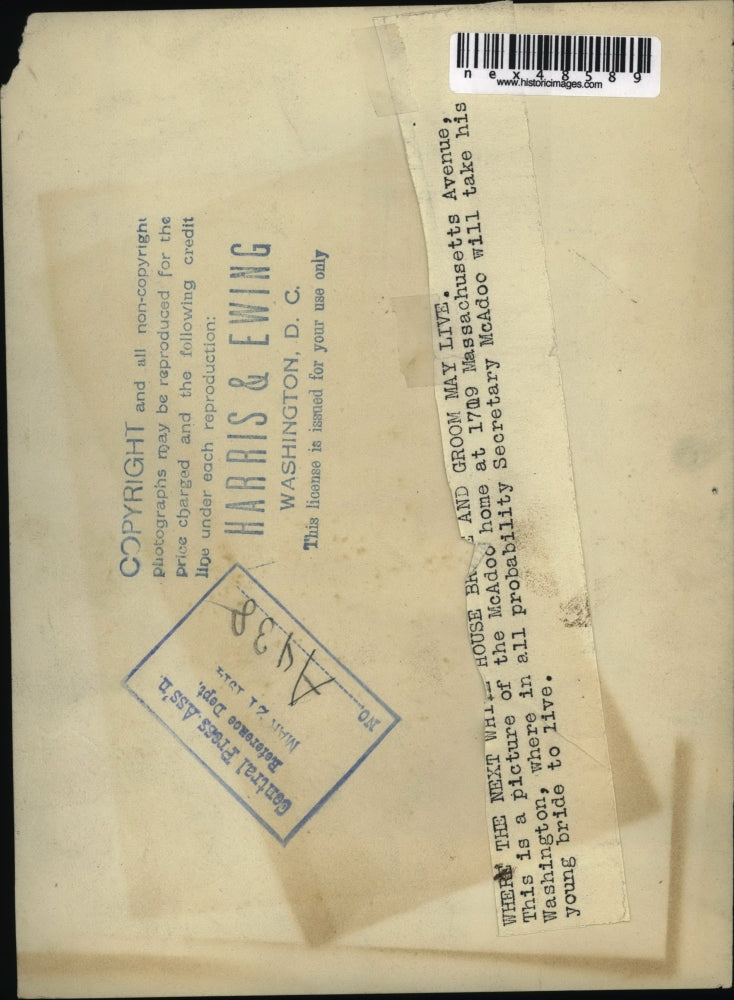 nex48589
www.historicimages.com
COPYRIGHT and all non-copyright
photographs may be reproduced for the
price charged and the following credit
line under each reproduction:
HARRIS & EWING
WASHINGTON, D. C.
This license is issued for your use only
Central Press Ass'n.
Reference Dept.
MAR 21 1914
NO. A438
WHERE THE NEXT WHITE HOUSE AND GROOM MAY LIVE.
This is a picture of the McAdoo home at 1709 Massachusetts Avenue,
Washington, where in all probability Secretary McAdoo will take his
young bride to live.